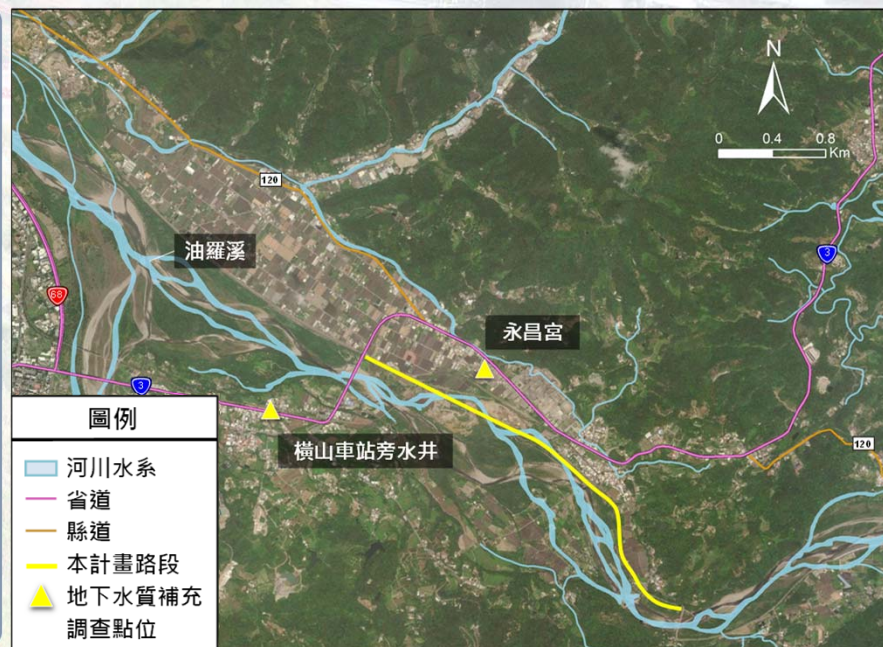 N
0 0.4 0.8
Km
120
油羅溪
3
68
永昌宮
3
橫山車站旁水井
120
圖例
河川水系
省道
縣道
本計畫路段
地下水質補充
調查點位